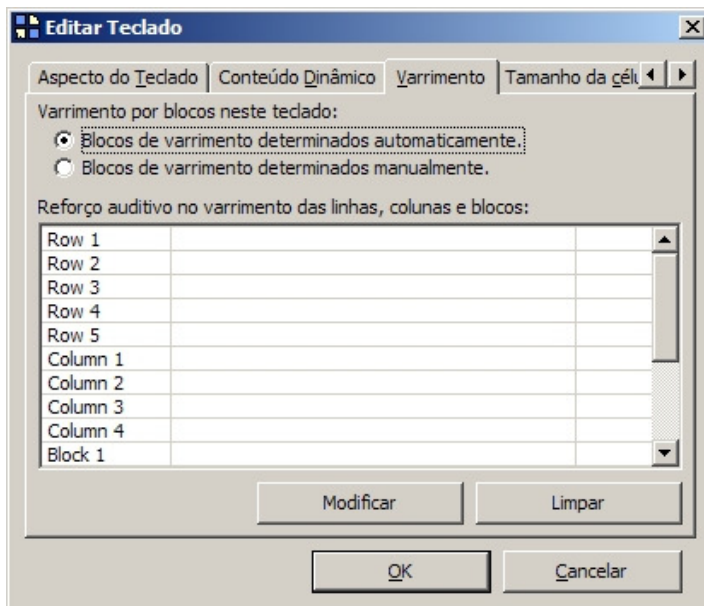 Editar Teclado
Aspecto do Teclado Conteúdo Dinâmico Varrimento Tamanho da célu
Varrimento por blocos neste teclado:
Blocos de varrimento determinados automaticamente.
Blocos de varrimento determinados manualmente.
Reforço auditivo no varrimento das linhas, colunas e blocos:
Row 1
Row 2
Row 3
Row 4
Row 5
Column 1
Column 2
Column 3
Column 4
Block 1
Modificar Limpar
OK Cancelar